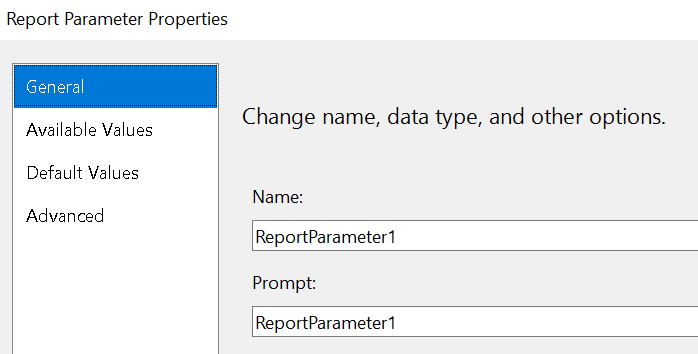 Report Parameter Properties
General
Available Values
Default Values
Advanced
Change name, data type, and other options.
Name:
ReportParameter1
Prompt:
ReportParameter1